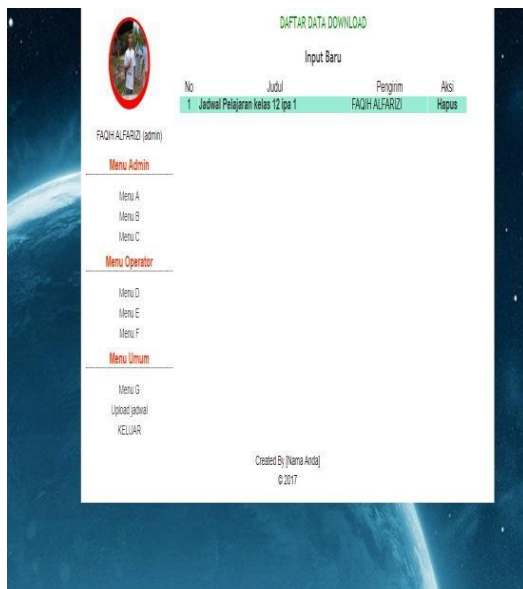 DAFTAR DATA DOWNLOAD
Input Baru
No Judul Pengirim Aksi
1 Jadwal Pelajaran kelas 12 ipa 1 FAQIH ALFARIZI Hapus
FAQIH ALFARIZI (admin)
Menu Admin
Menu A
Menu B
Menu C
Menu Operator
Menu D
Menu E
Menu F
Menu Umum
Menu G
Upload jadwal
KELUAR
Created By [Nama Anda]
© 2017